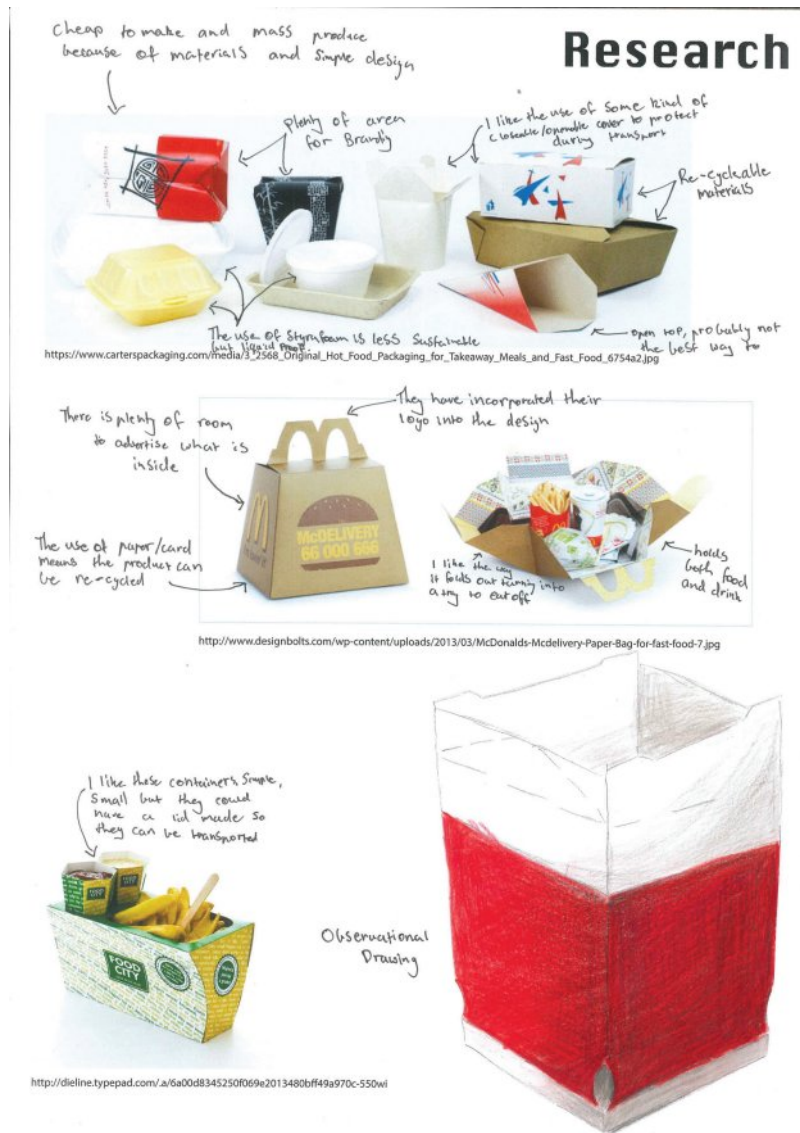 Research
Cheap to make and mass produce
because of materials and simple design
Plenty of area
for Brandig
I like the use of some kind of
closeable/openable cover to protect
during transport
Re-cyclable
materials
The use of Styrofoam is less sustainable
but liquid proof.
open top, probably not
the best way to
https://www.carterspackaging.com/media/3_2568_Original_Hot_Food_Packaging_for_Takeaway_Meals_and_Fast_Food_6754a2.jpg
They have incorporated their
logo into the design
There is plenty of room
to advertise what is
inside
The use of paper/card
means the product can
be re-cycled
McDELIVERY
66 000 666
I like the way
it folds out turning into
a try to eat off
holds
both food
and drink
http://www.designbolts.com/wp-content/uploads/2013/03/McDonalds-Mcdelivery-Paper-Bag-for-fast-food-7.jpg
I like these containers, Simple,
Small but they could
have a lid made so
they can be transported
FOOD
CITY
Observational
Drawing
http://dieline.typepad.com/.a/6a00d8345250f069e2013480bff49a970c-550wi